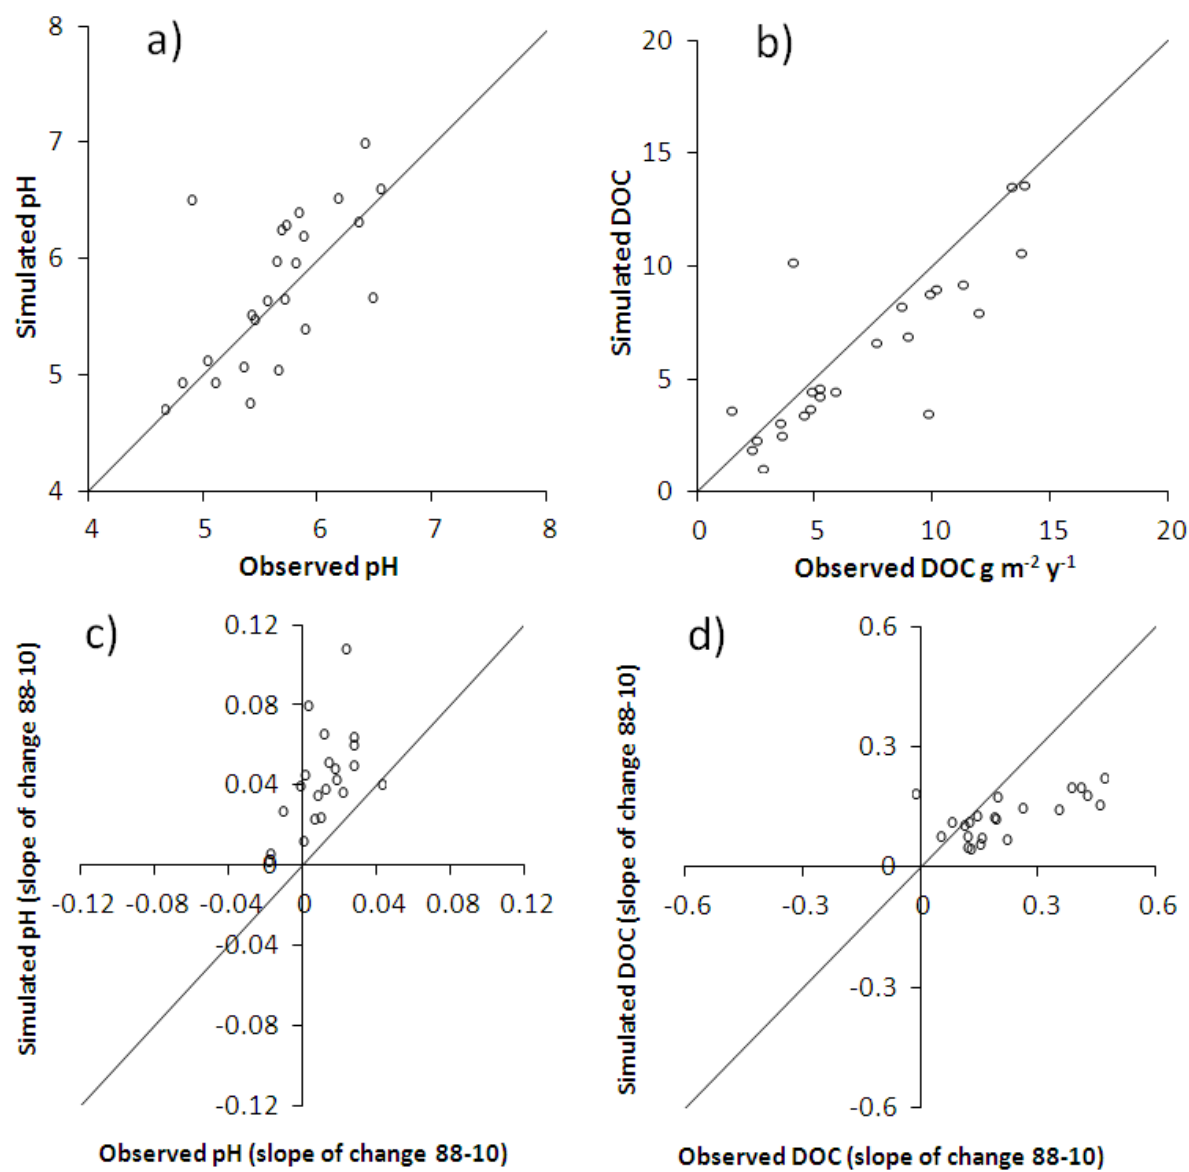 a)
8
7
6
5
4
4 5 6 7 8
Simulated pH
Observed pH
b)
20
15
10
5
0
0 5 10 15 20
Simulated DOC
Observed DOC g m⁻² y⁻¹
c)
0.12
0.08
0.04
0
-0.12 -0.08 -0.04 0 0.04 0.08 0.12
-0.04
-0.08
-0.12
Simulated pH (slope of change 88-10)
Observed pH (slope of change 88-10)
d)
0.6
0.3
0
-0.6 -0.3 0 0.3 0.6
-0.3
-0.6
Simulated DOC (slope of change 88-10)
Observed DOC (slope of change 88-10)